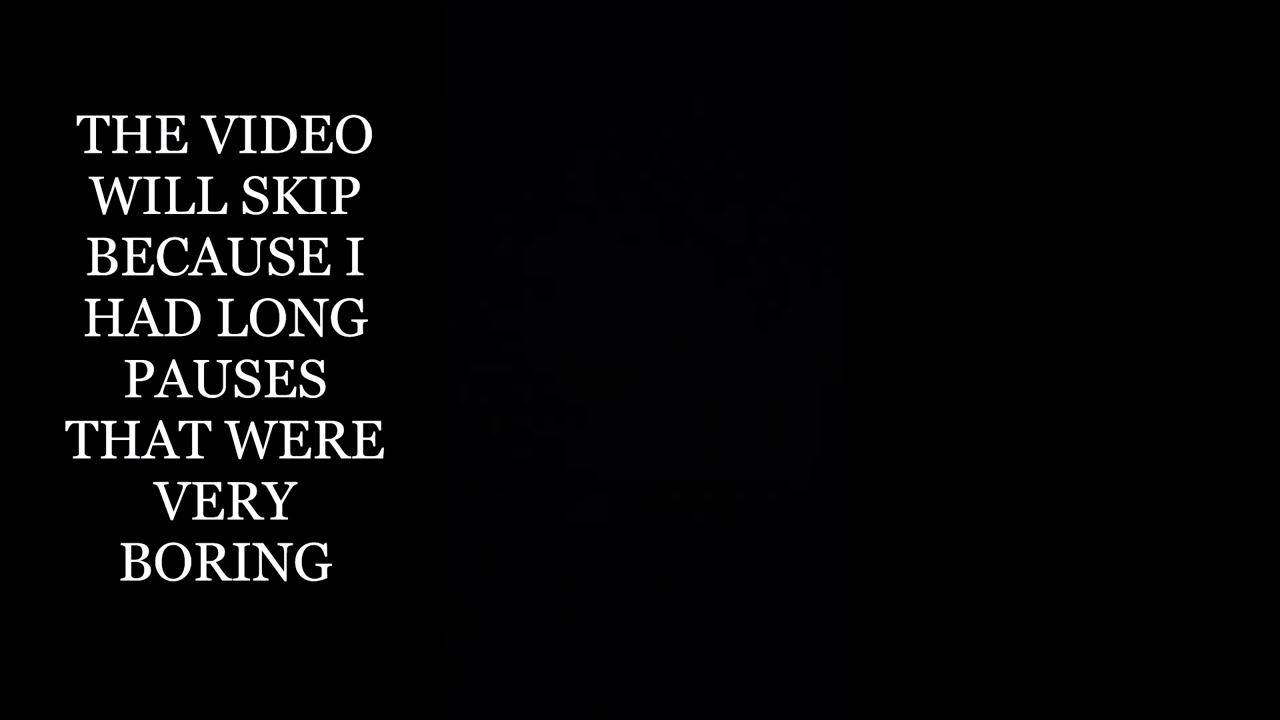 THE VIDEO
WILL SKIP
BECAUSE I
HAD LONG
PAUSES
THAT WERE
VERY
BORING